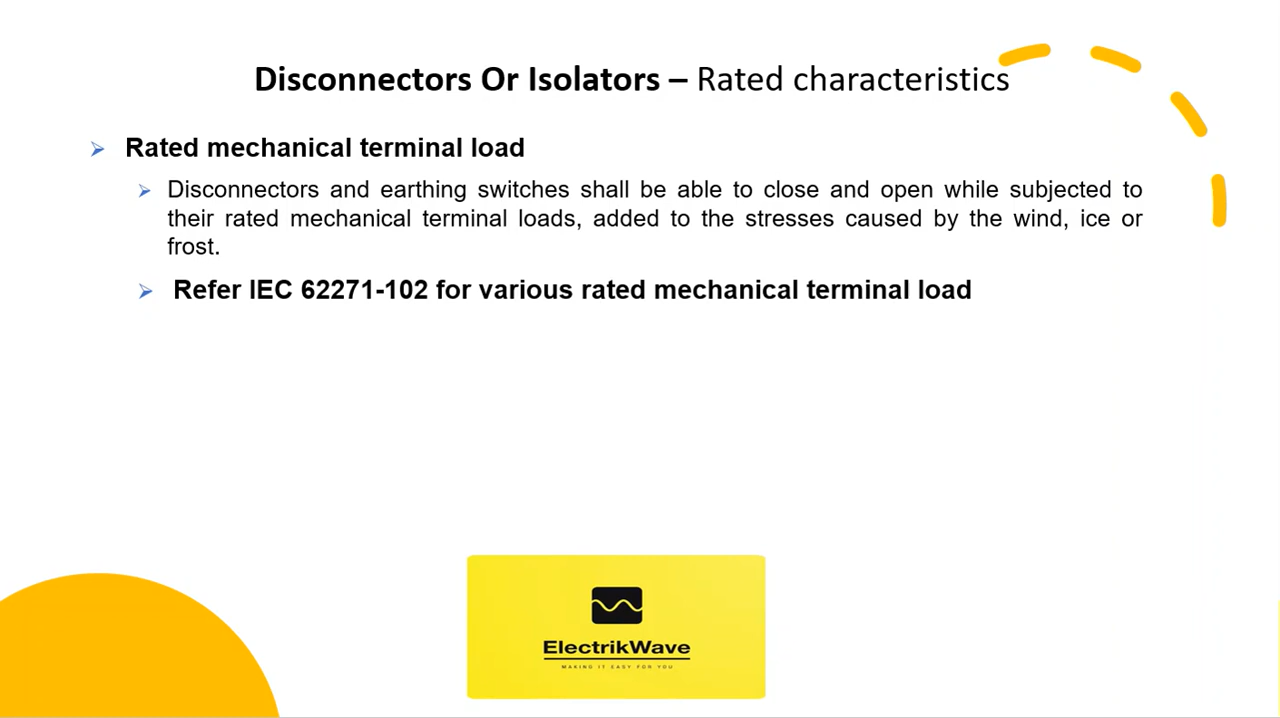 Disconnectors Or Isolators – Rated characteristics
Rated mechanical terminal load
Disconnectors and earthing switches shall be able to close and open while subjected to
their rated mechanical terminal loads, added to the stresses caused by the wind, ice or
frost.
Refer IEC 62271-102 for various rated mechanical terminal load
ElectrikWave
MAKING IT EASY FOR YOU